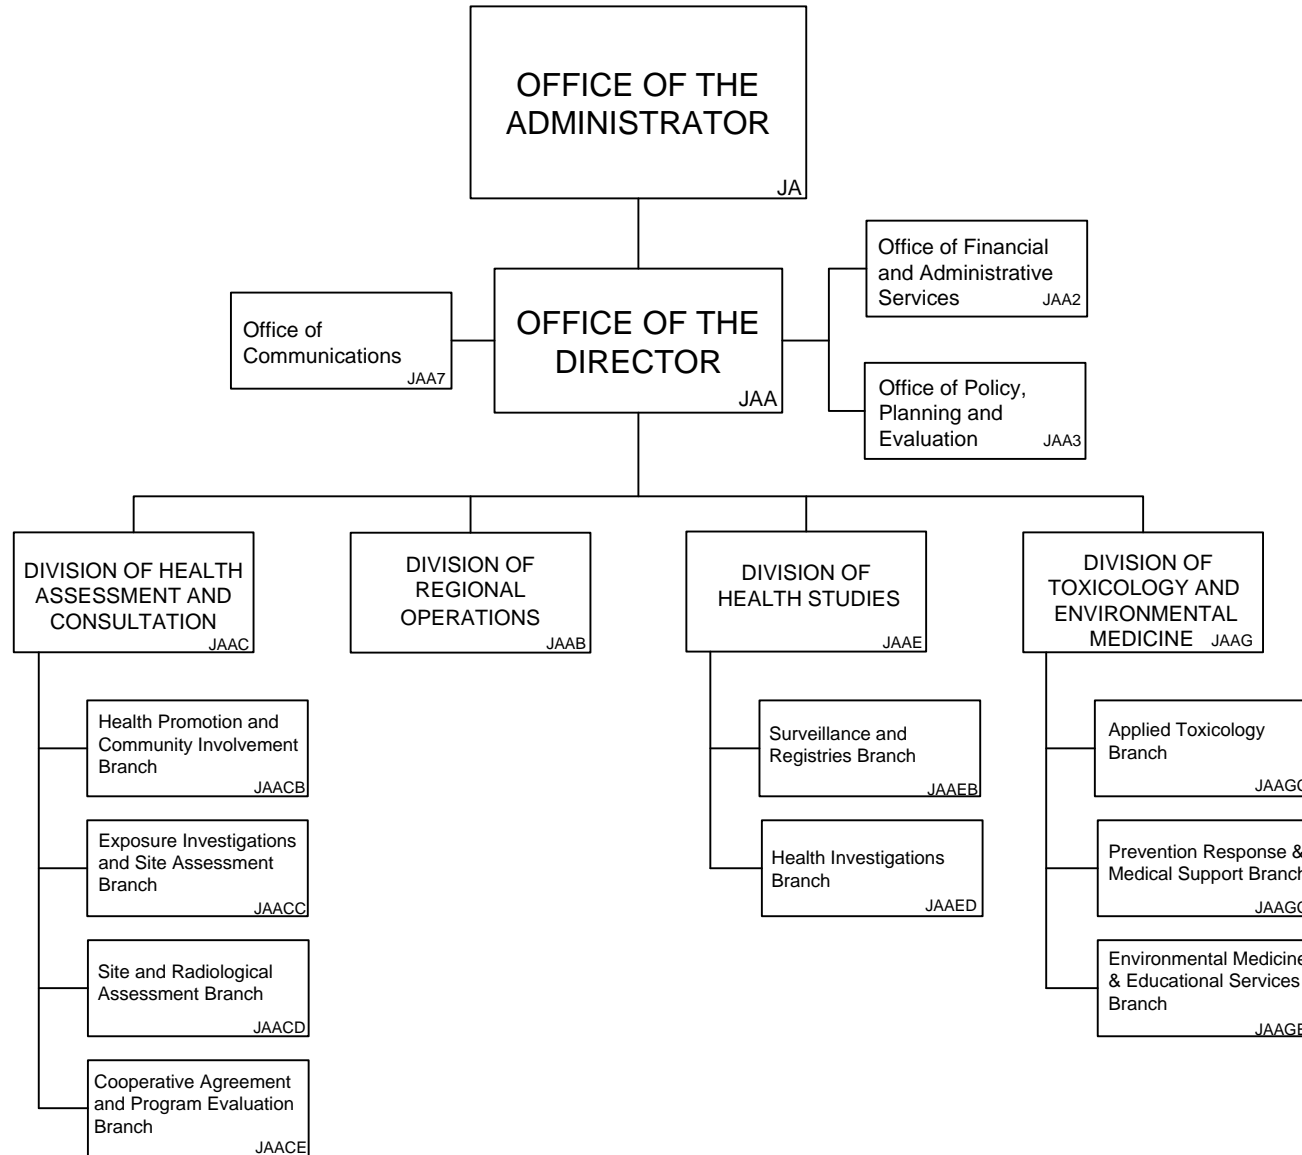 OFFICE OF THE
ADMINISTRATOR
JA
Office of Financial
and Administrative
Services JAA2
Office of
Communications
JAA7
OFFICE OF THE
DIRECTOR
JAA
Office of Policy,
Planning and
Evaluation JAA3
DIVISION OF HEALTH
ASSESSMENT AND
CONSULTATION
JAAC
DIVISION OF
REGIONAL
OPERATIONS
JAAB
DIVISION OF
HEALTH STUDIES
JAAE
DIVISION OF
TOXICOLOGY AND
ENVIRONMENTAL
MEDICINE JAAG
Health Promotion and
Community Involvement
Branch
JAACB
Exposure Investigations
and Site Assessment
Branch
JAACC
Site and Radiological
Assessment Branch
JAACD
Cooperative Agreement
and Program Evaluation
Branch
JAACE
Surveillance and
Registries Branch
JAAEB
Health Investigations
Branch
JAAED
Applied Toxicology
Branch
Prevention Response &
Medical Support Branch
Environmental Medicine
& Educational Services
Branch